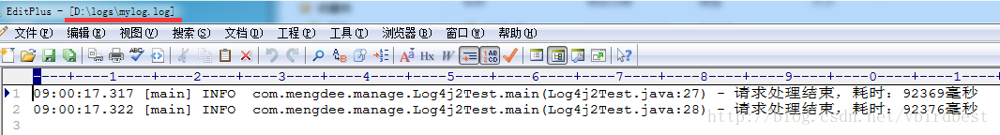 EditPlus - [D:\logs\mylog.log]
文件(F) 编辑(E) 视图(V) 搜索(S) 文档(D) 工程(P) 工具(T) 浏览器(B) 窗口(W) 帮助(H)
----+----1----+----2----+----3----+----4----+----5----+----6----+----7----+----8----+----9----+----0----+----1----
1 09:00:17.317 [main] INFO  com.mengdee.manage.Log4j2Test.main(Log4j2Test.java:27) - 请求处理结束，耗时：92369毫秒
2 09:00:17.322 [main] INFO  com.mengdee.manage.Log4j2Test.main(Log4j2Test.java:28) - 请求处理结束，耗时：92376毫秒
3
http://blog.csdn.net/vbirdbest